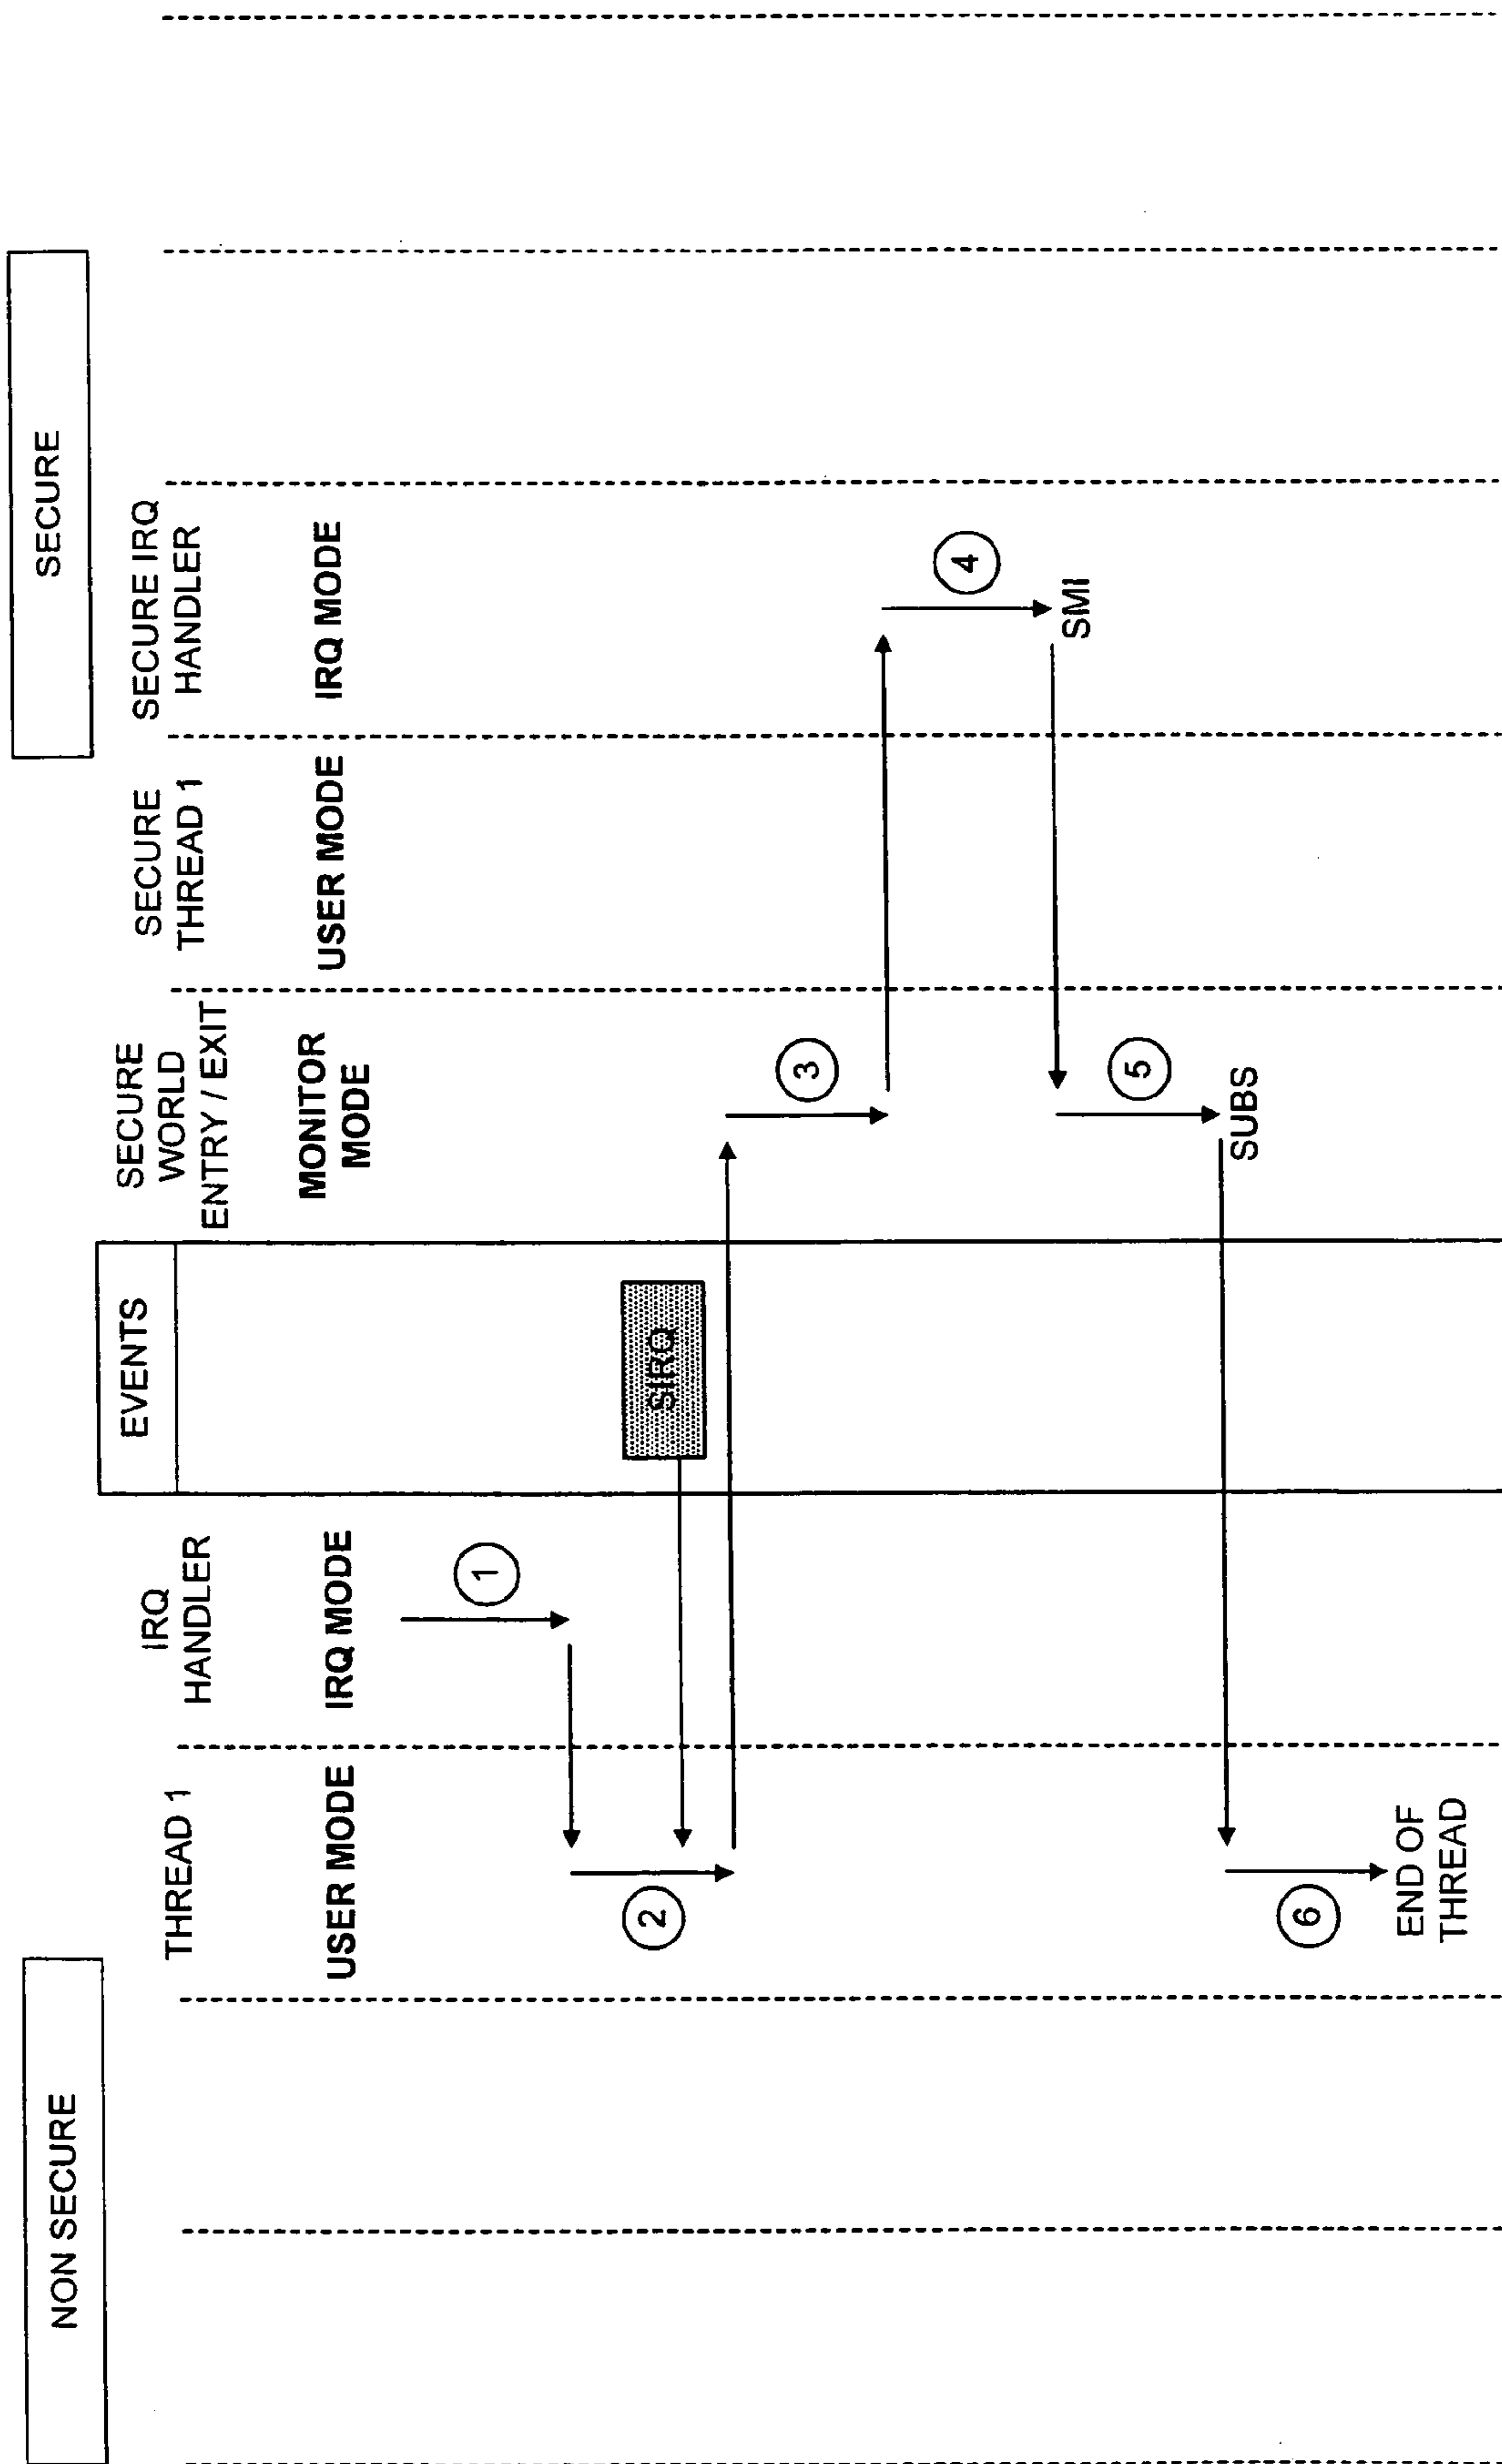 NON SECURE
EVENTS
SECURE
THREAD 1
IRQ
HANDLER
SECURE
WORLD
ENTRY / EXIT
SECURE
THREAD 1
SECURE IRQ
HANDLER
USER MODE
IRQ MODE
MONITOR
MODE
USER MODE
IRQ MODE
1
2
SIRQ
3
4
SMI
5
SUBS
6
END OF
THREAD